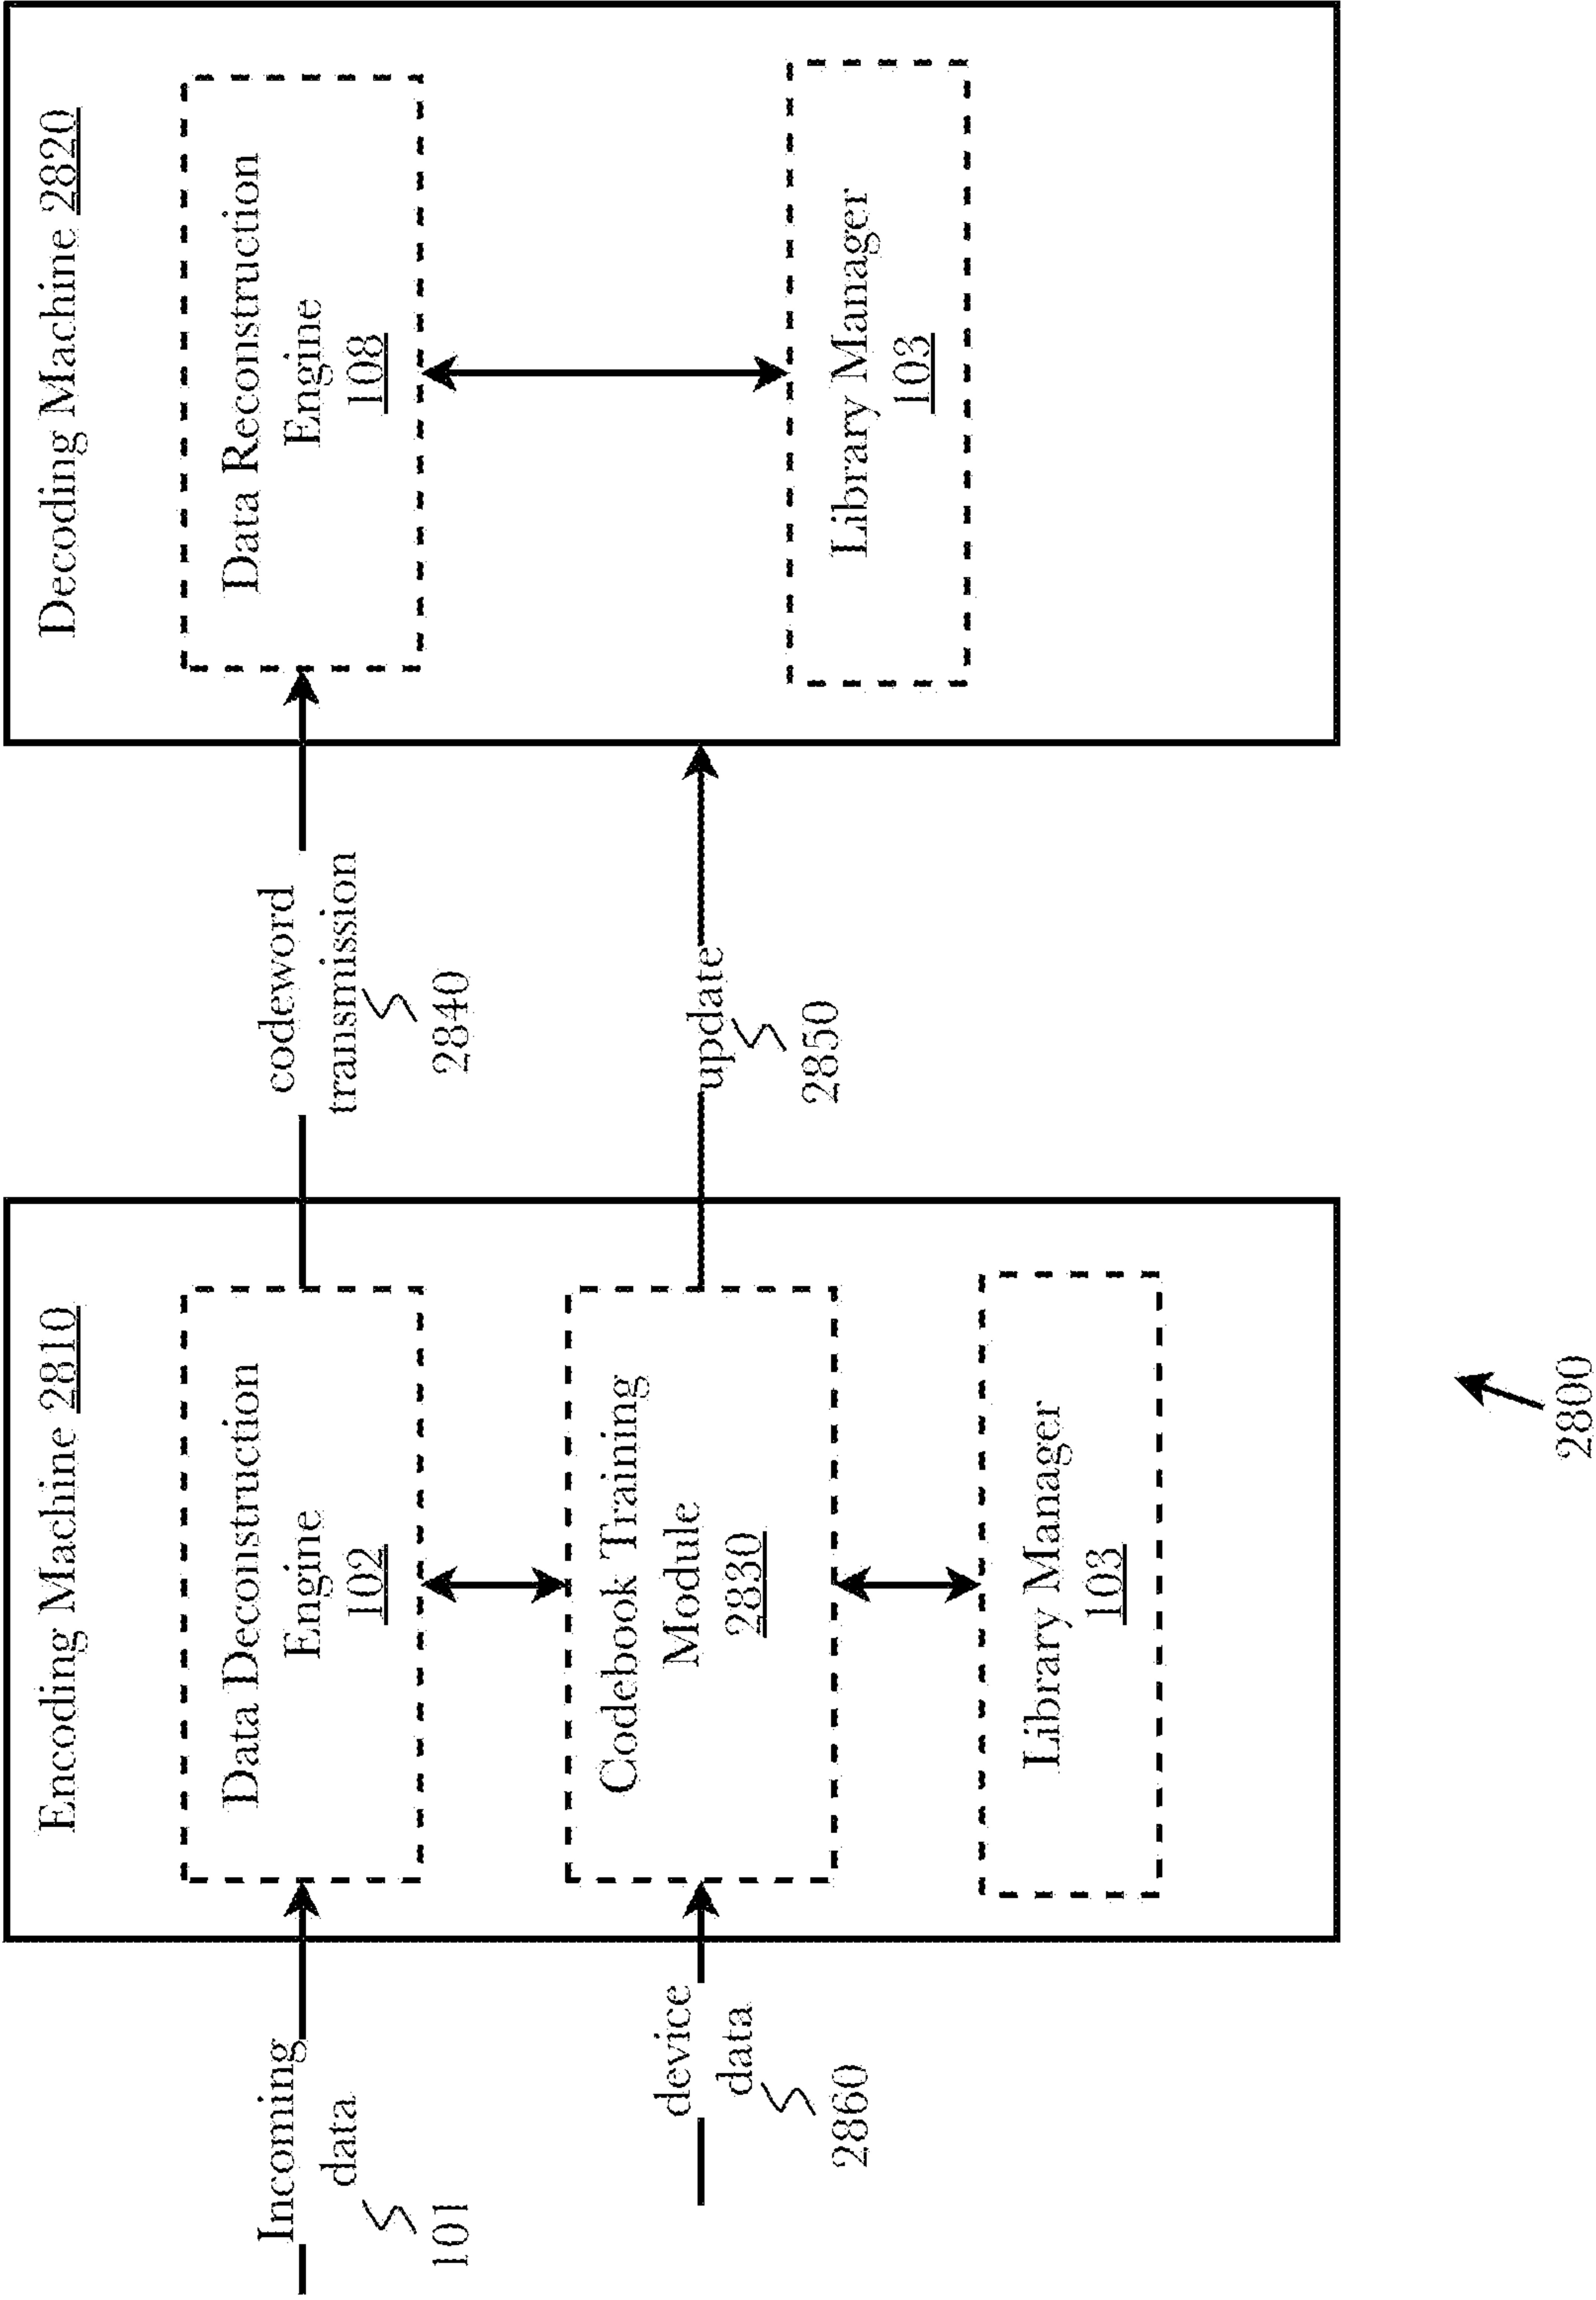 Encoding Machine 2810
Decoding Machine 2820
Incoming
data
101
Data Deconstruction
Engine
102
codeword
transmission
2840
Data Reconstruction
Engine
108
device
data
2860
Codebook Training
Module
2830
update
2850
Library Manager
103
Library Manager
103
2800